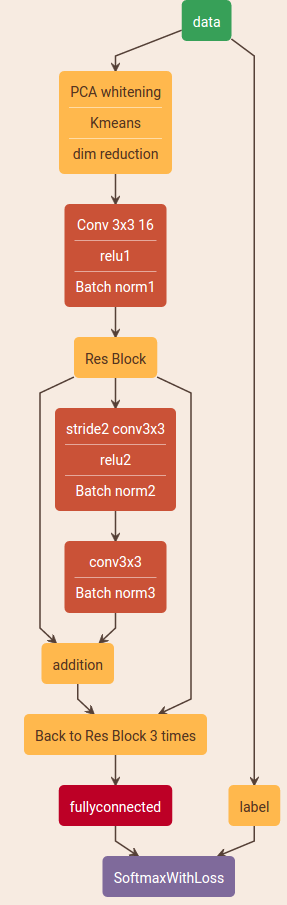 data
PCA whitening
Kmeans
dim reduction
Conv 3x3 16
relu1
Batch norm1
Res Block
stride2 conv3x3
relu2
Batch norm2
conv3x3
Batch norm3
addition
Back to Res Block 3 times
fullyconnected
label
SoftmaxWithLoss